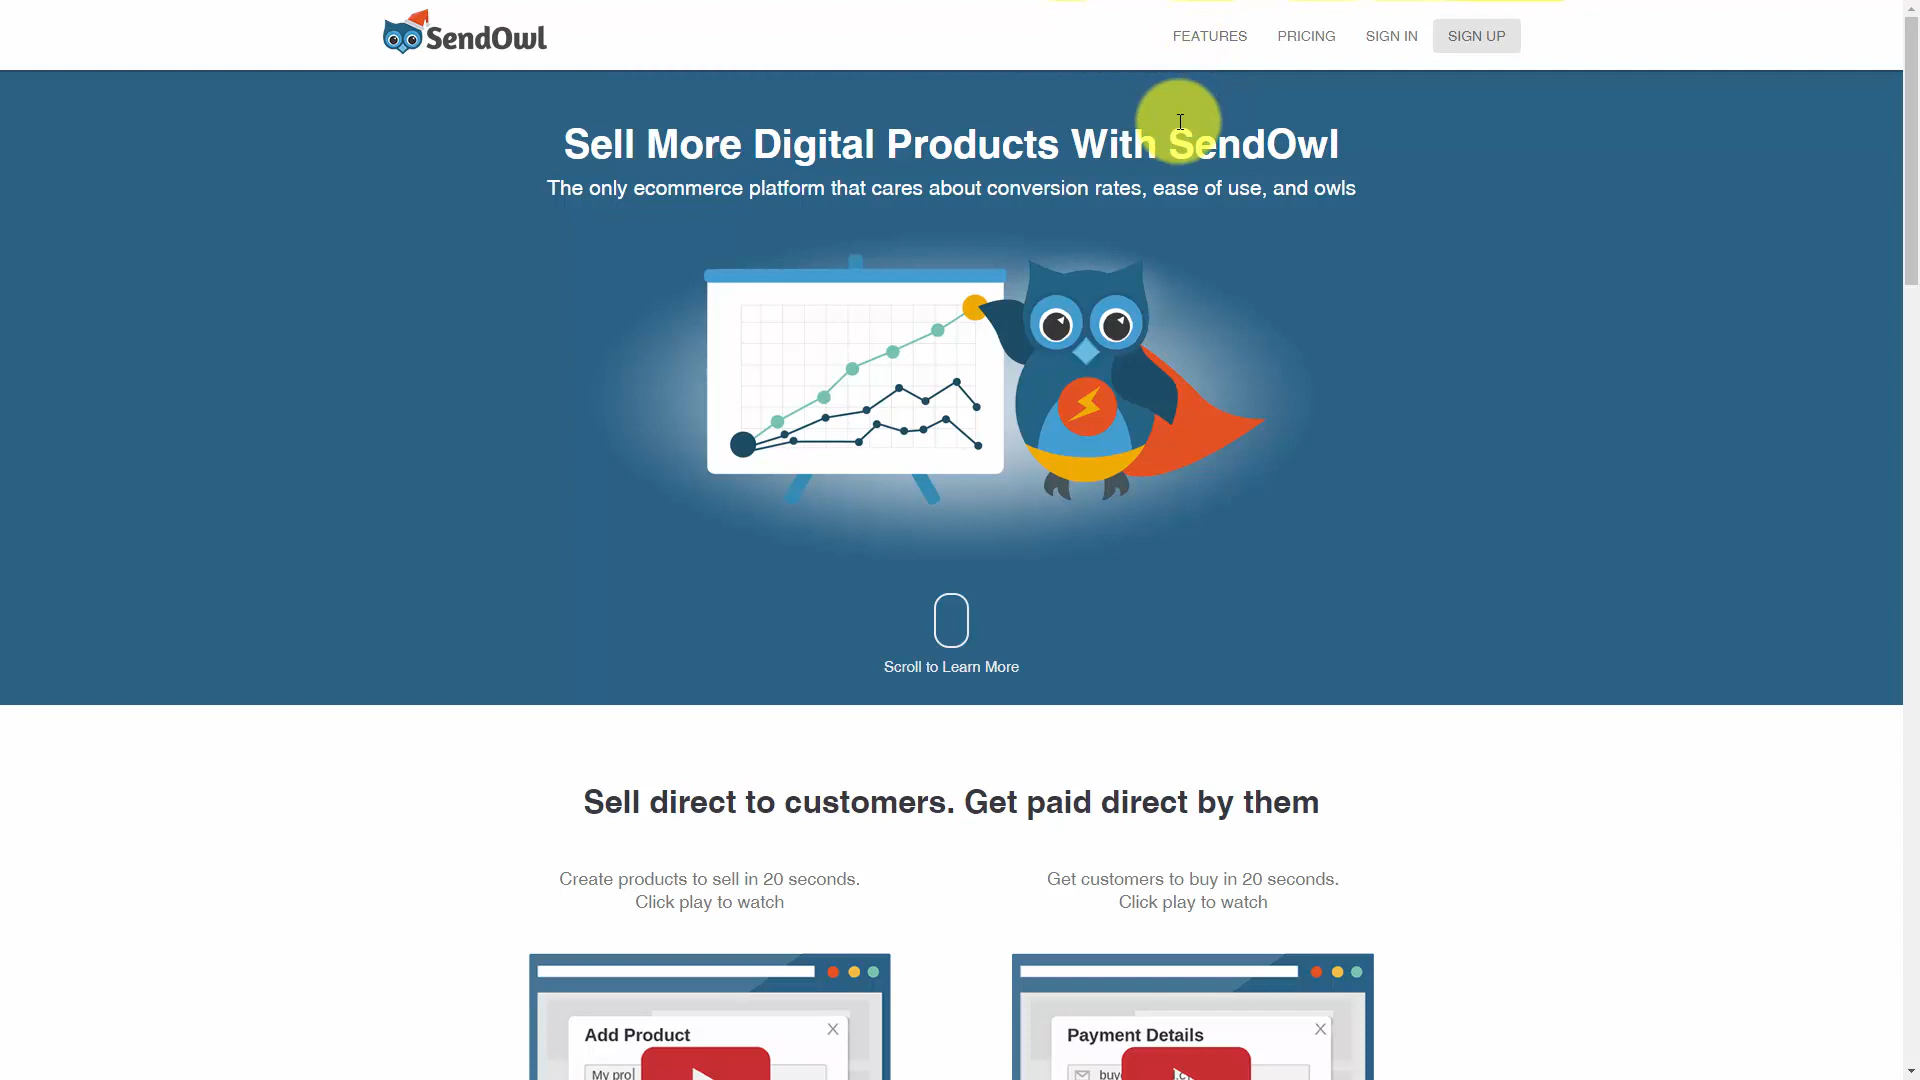 SendOwl
FEATURES PRICING SIGN IN SIGN UP
Sell More Digital Products With SendOwl
The only ecommerce platform that cares about conversion rates, ease of use, and owls
Scroll to Learn More
Sell direct to customers. Get paid direct by them
Create products to sell in 20 seconds.
Click play to watch
Get customers to buy in 20 seconds.
Click play to watch
Add Product
My pro
Payment Details